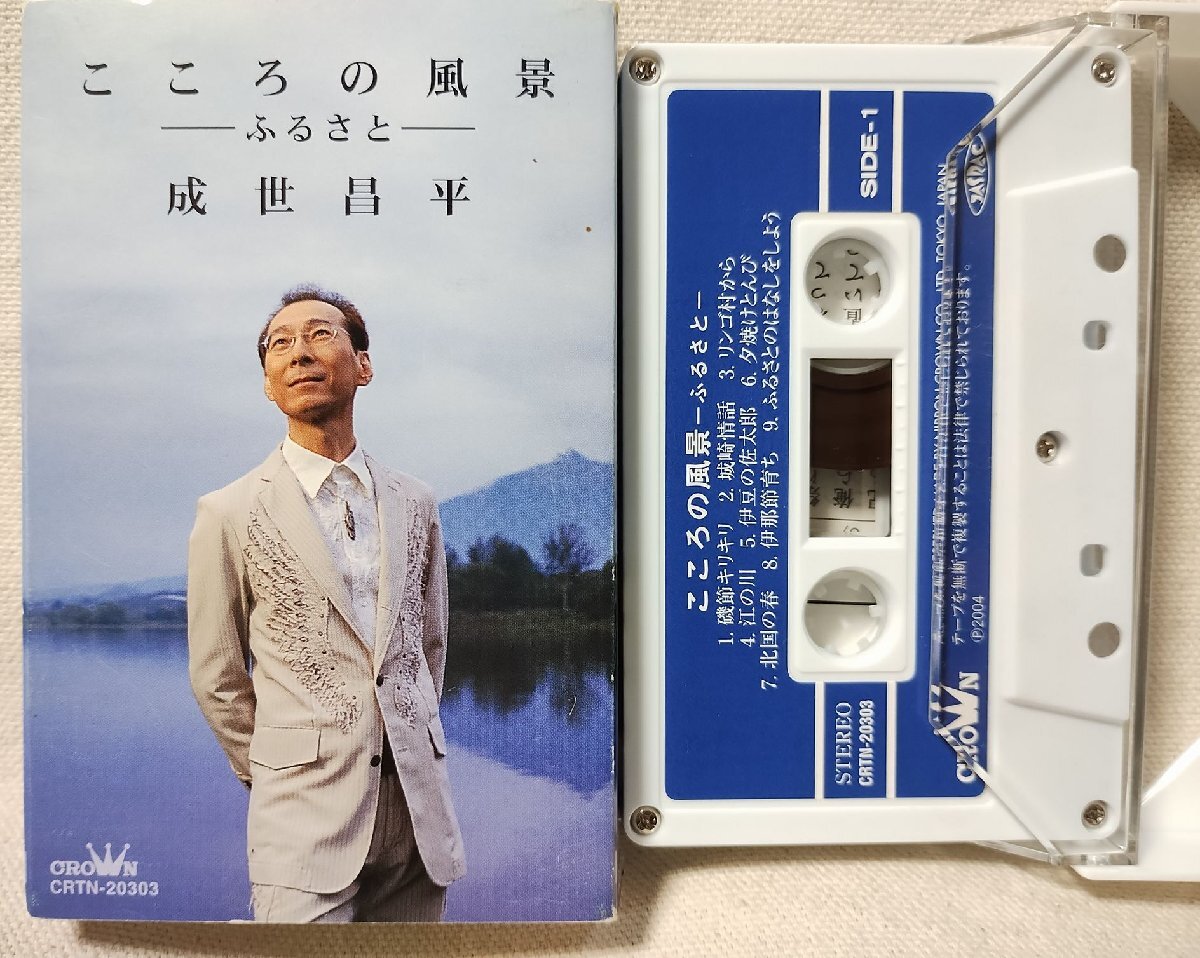 こころの風景
ふるさと
成世昌平
CROWN
CRTN-20303
SIDE-1
こころの風景-ふるさと-
1. 磯節キリキリ 2. 城崎情話 3. リンゴ村から
4. 江の川 5. 伊豆の佐太郎 6. 夕焼けとんび
7. 北国の春 8. 伊那節育ち 9. ふるさとのはなしをしよう
STEREO
CRTN-20303
CROWN
TOKYO, JAPAN
テープを無断で複製することは法律で禁じられております。
Ⓟ2004
JASRAC